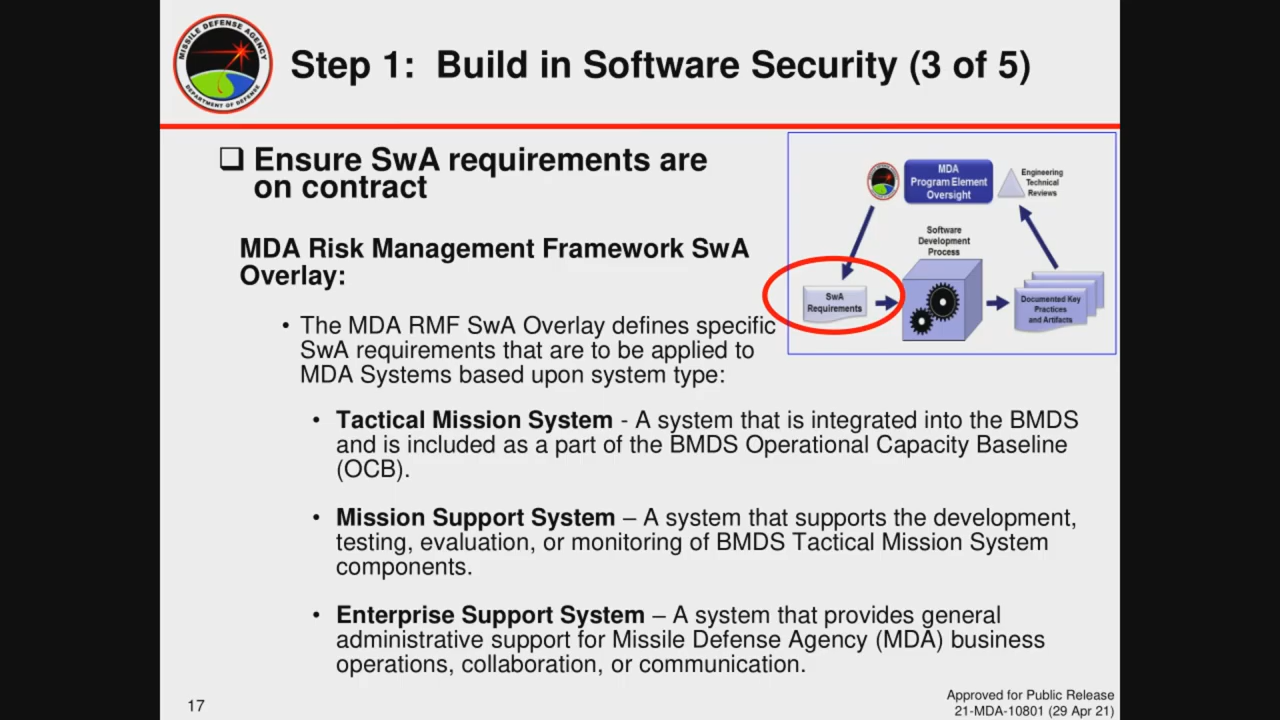 MISSILE DEFENSE AGENCY
DEPARTMENT OF DEFENSE
Step 1: Build in Software Security (3 of 5)
❑ Ensure SwA requirements are
on contract
MDA
Program Element
Oversight
Engineering
Technical
Reviews
Software
Development
Process
SwA
Requirements
Documented Key
Practices
and Artifacts
MDA Risk Management Framework SwA
Overlay:
• The MDA RMF SwA Overlay defines specific
SwA requirements that are to be applied to
MDA Systems based upon system type:
• Tactical Mission System - A system that is integrated into the BMDS
and is included as a part of the BMDS Operational Capacity Baseline
(OCB).
• Mission Support System – A system that supports the development,
testing, evaluation, or monitoring of BMDS Tactical Mission System
components.
• Enterprise Support System – A system that provides general
administrative support for Missile Defense Agency (MDA) business
operations, collaboration, or communication.
17
Approved for Public Release
21-MDA-10801 (29 Apr 21)